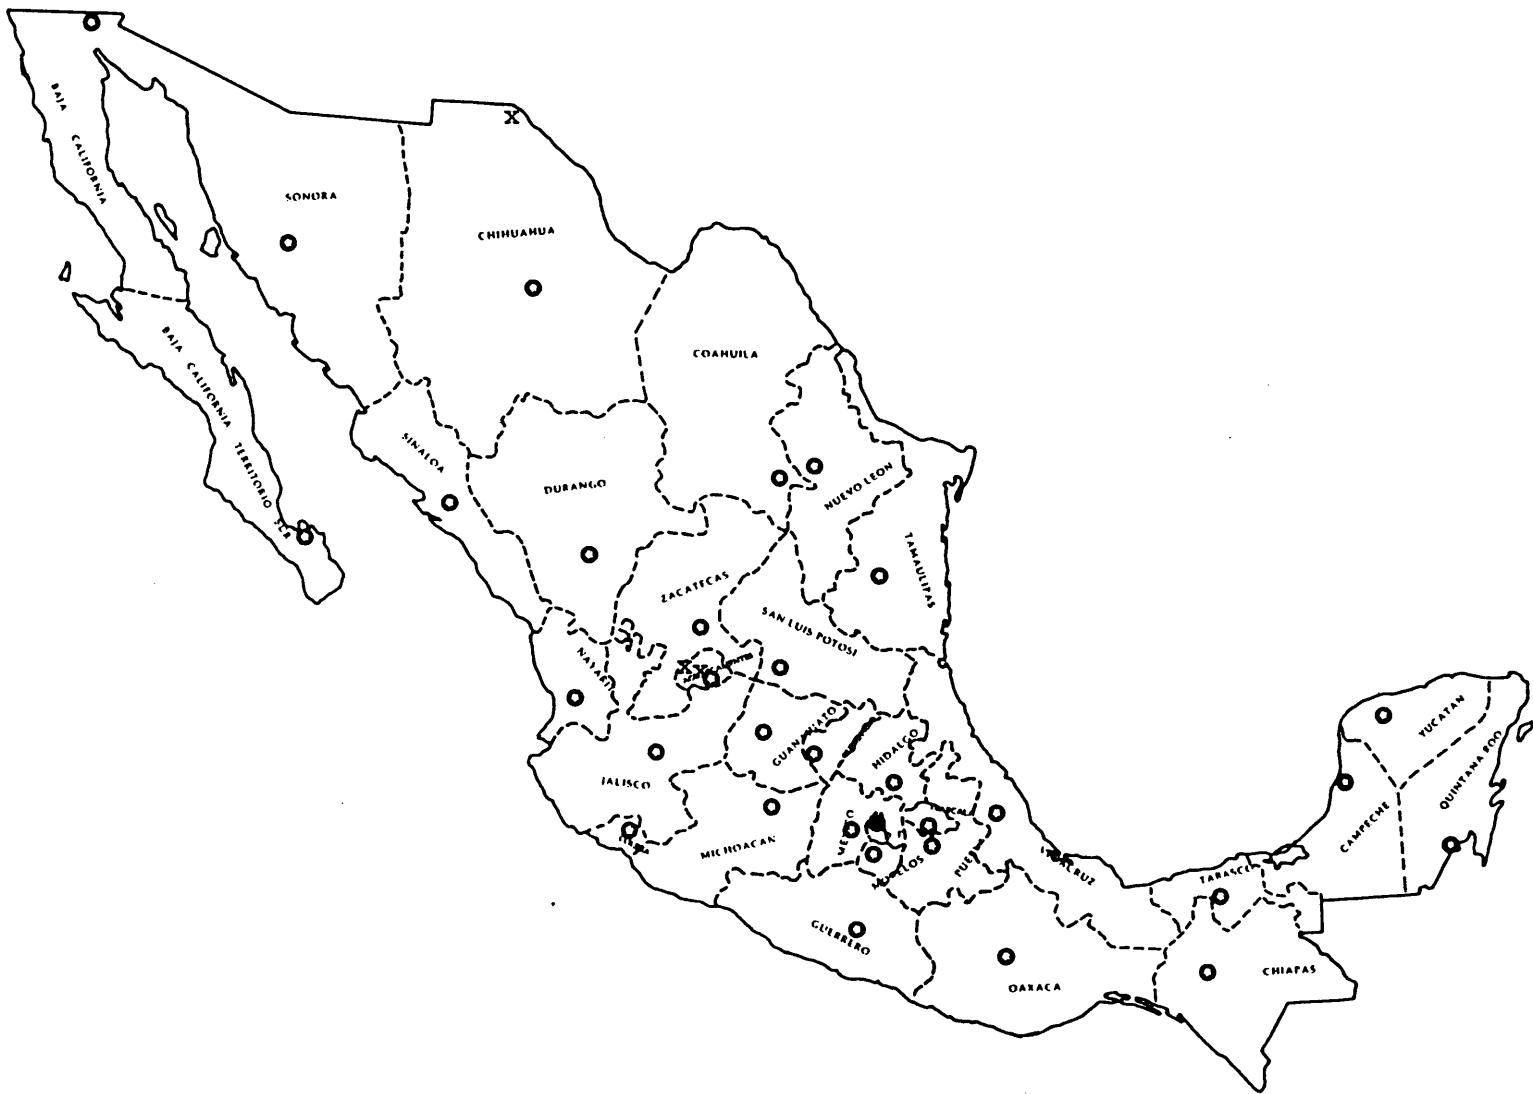 BAJA CALIFORNIA
SONORA
CHIHUAHUA
COAHUILA
BAJA CALIFORNIA TERRITORIO SUR
SINALOA
DURANGO
NUEVO LEON
TAMAULIPAS
ZACATECAS
SAN LUIS POTOSI
NAYARIT
X
X X
GUANAJUATO
HIDALGO
JALISCO
MICHOACAN
MORELOS
VERACRUZ
GUERRERO
OAXACA
TABASCO
CHIAPAS
CAMPECHE
YUCATAN
QUINTANA ROO